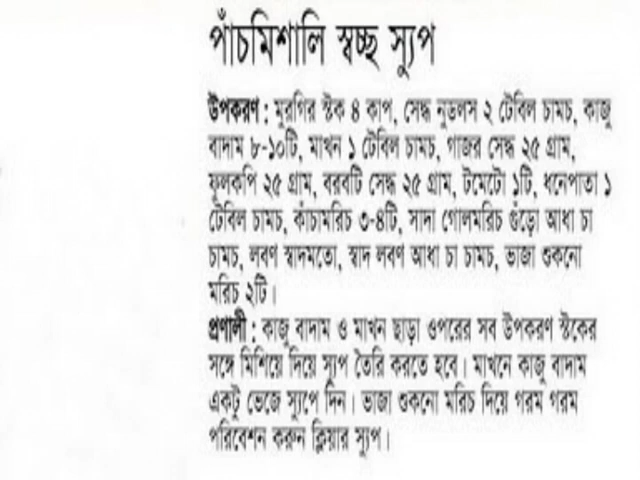 পাঁচমিশালি স্বচ্ছ স্যুপ
উপকরণ : মুরগির স্টক ৪ কাপ, সেদ্ধ নুডলস ২ টেবিল চামচ, কাজু
বাদাম ৮-১০টি, মাখন ১ টেবিল চামচ, গাজর সেদ্ধ ২৫ গ্রাম,
ফুলকপি ২৫ গ্রাম, বরবটি সেদ্ধ ২৫ গ্রাম, টমেটো ১টি, ধনেপাতা ১
টেবিল চামচ, কাঁচামরিচ ৩-৪টি, সাদা গোলমরিচ গুঁড়ো আধা চা
চামচ, লবণ স্বাদমতো, স্বাদ লবণ আধা চা চামচ, ভাজা শুকনো
মরিচ ২টি।
প্রণালী : কাজু বাদাম ও মাখন ছাড়া ওপরের সব উপকরণ স্টকের
সঙ্গে মিশিয়ে দিয়ে স্যুপ তৈরি করতে হবে। মাখনে কাজু বাদাম
একটু ভেজে স্যুপে দিন। ভাজা শুকনো মরিচ দিয়ে গরম গরম
পরিবেশন করুন ক্লিয়ার স্যুপ।